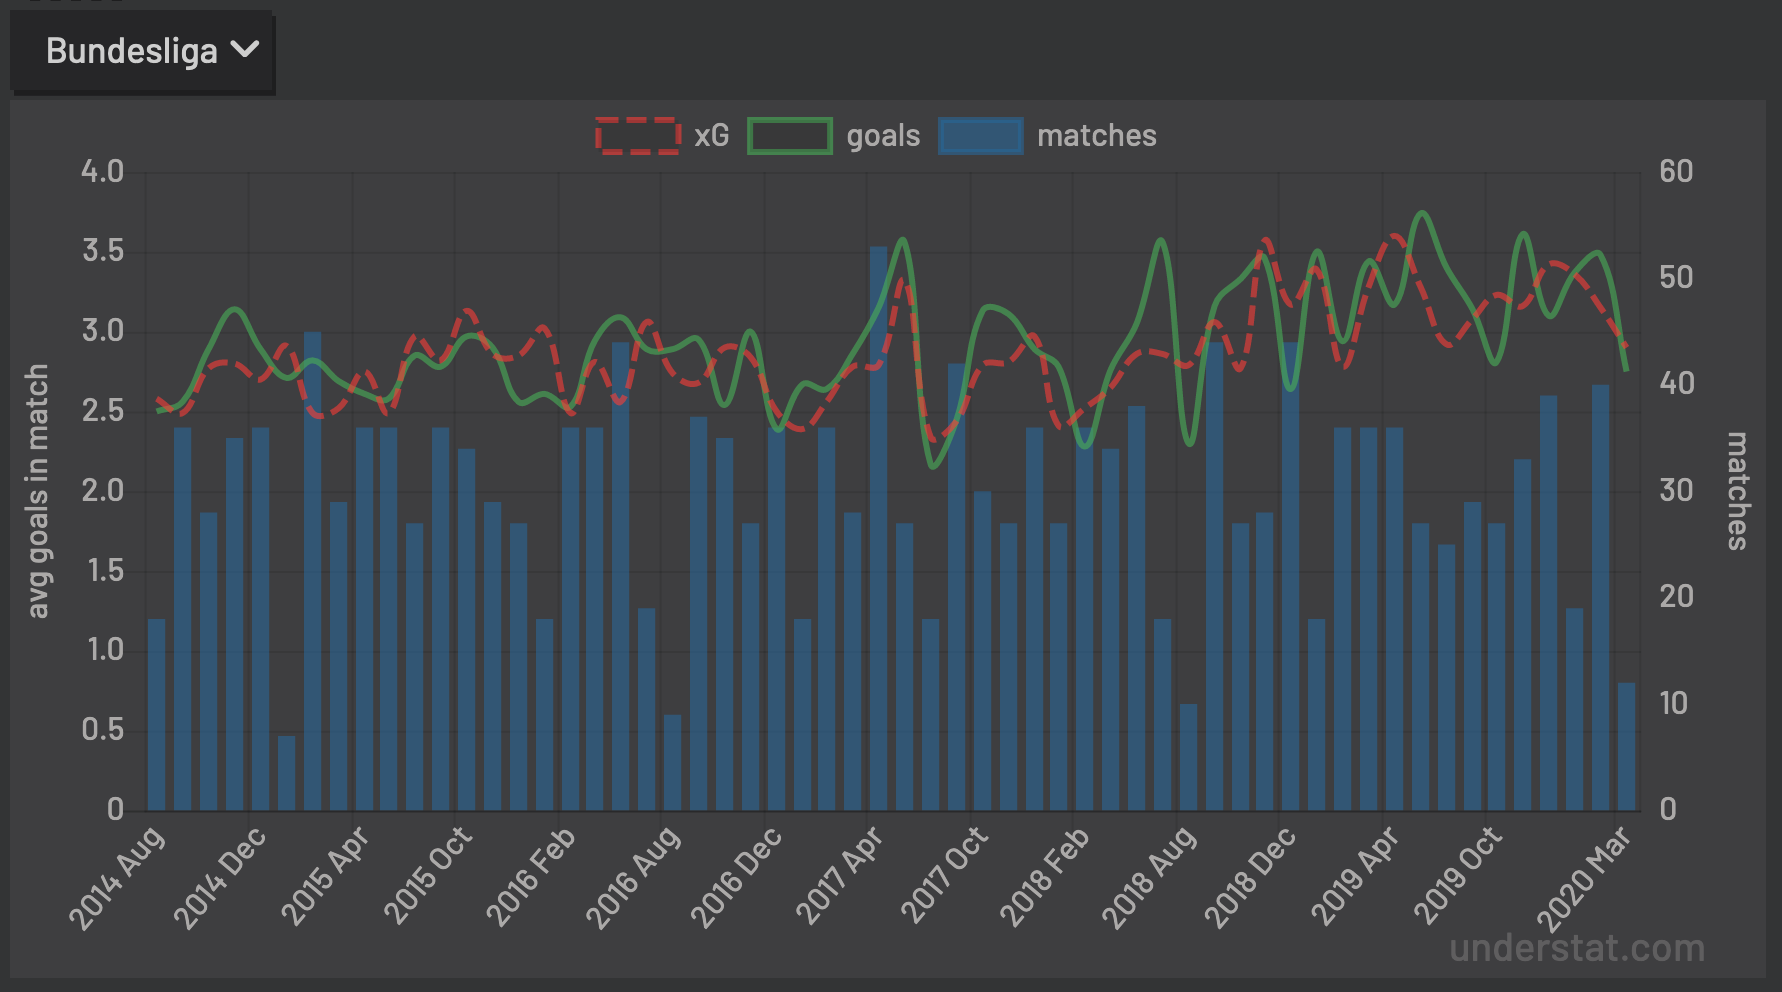 Bundesliga
xG goals matches
4.0
3.5
3.0
2.5
2.0
1.5
1.0
0.5
0
avg goals in match
60
50
40
30
20
10
0
matches
2014 Aug
2014 Dec
2015 Apr
2015 Oct
2016 Feb
2016 Aug
2016 Dec
2017 Apr
2017 Oct
2018 Feb
2018 Aug
2018 Dec
2019 Apr
2019 Oct
2020 Mar
understat.com